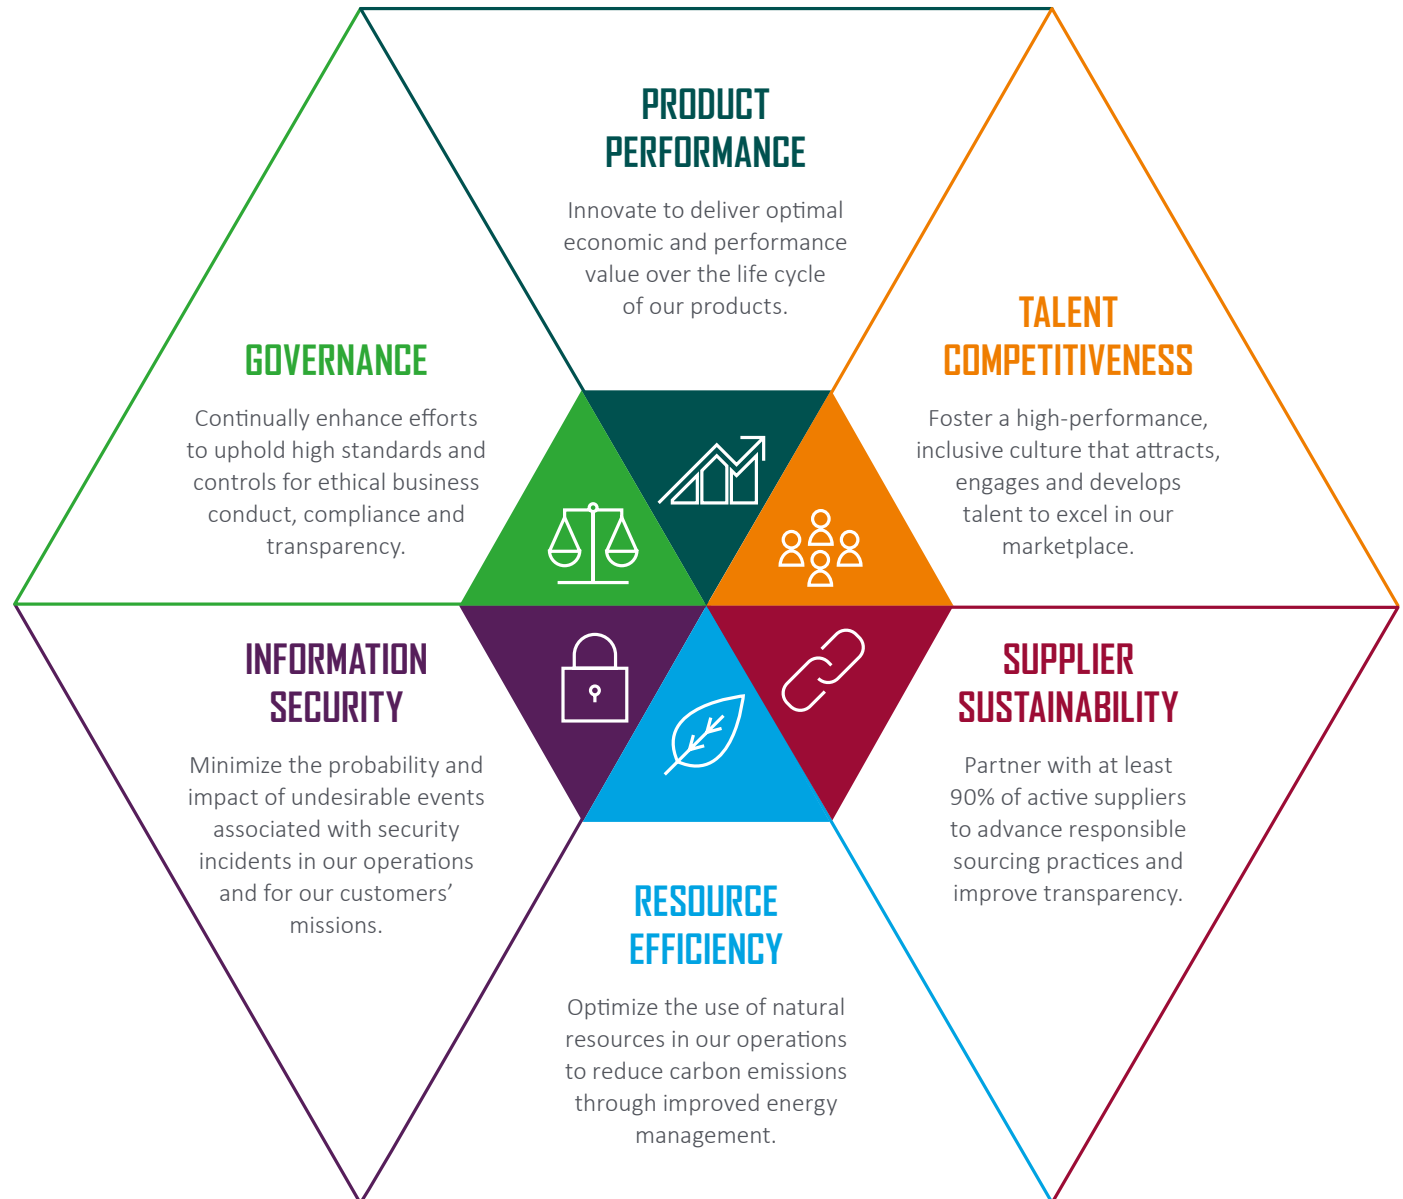 PRODUCT
PERFORMANCE
Innovate to deliver optimal
economic and performance
value over the life cycle
of our products.
TALENT
COMPETITIVENESS
Foster a high-performance,
inclusive culture that attracts,
engages and develops
talent to excel in our
marketplace.
GOVERNANCE
Continually enhance efforts
to uphold high standards and
controls for ethical business
conduct, compliance and
transparency.
INFORMATION
SECURITY
Minimize the probability and
impact of undesirable events
associated with security
incidents in our operations
and for our customers’
missions.
SUPPLIER
SUSTAINABILITY
Partner with at least
90% of active suppliers
to advance responsible
sourcing practices and
improve transparency.
RESOURCE
EFFICIENCY
Optimize the use of natural
resources in our operations
to reduce carbon emissions
through improved energy
management.